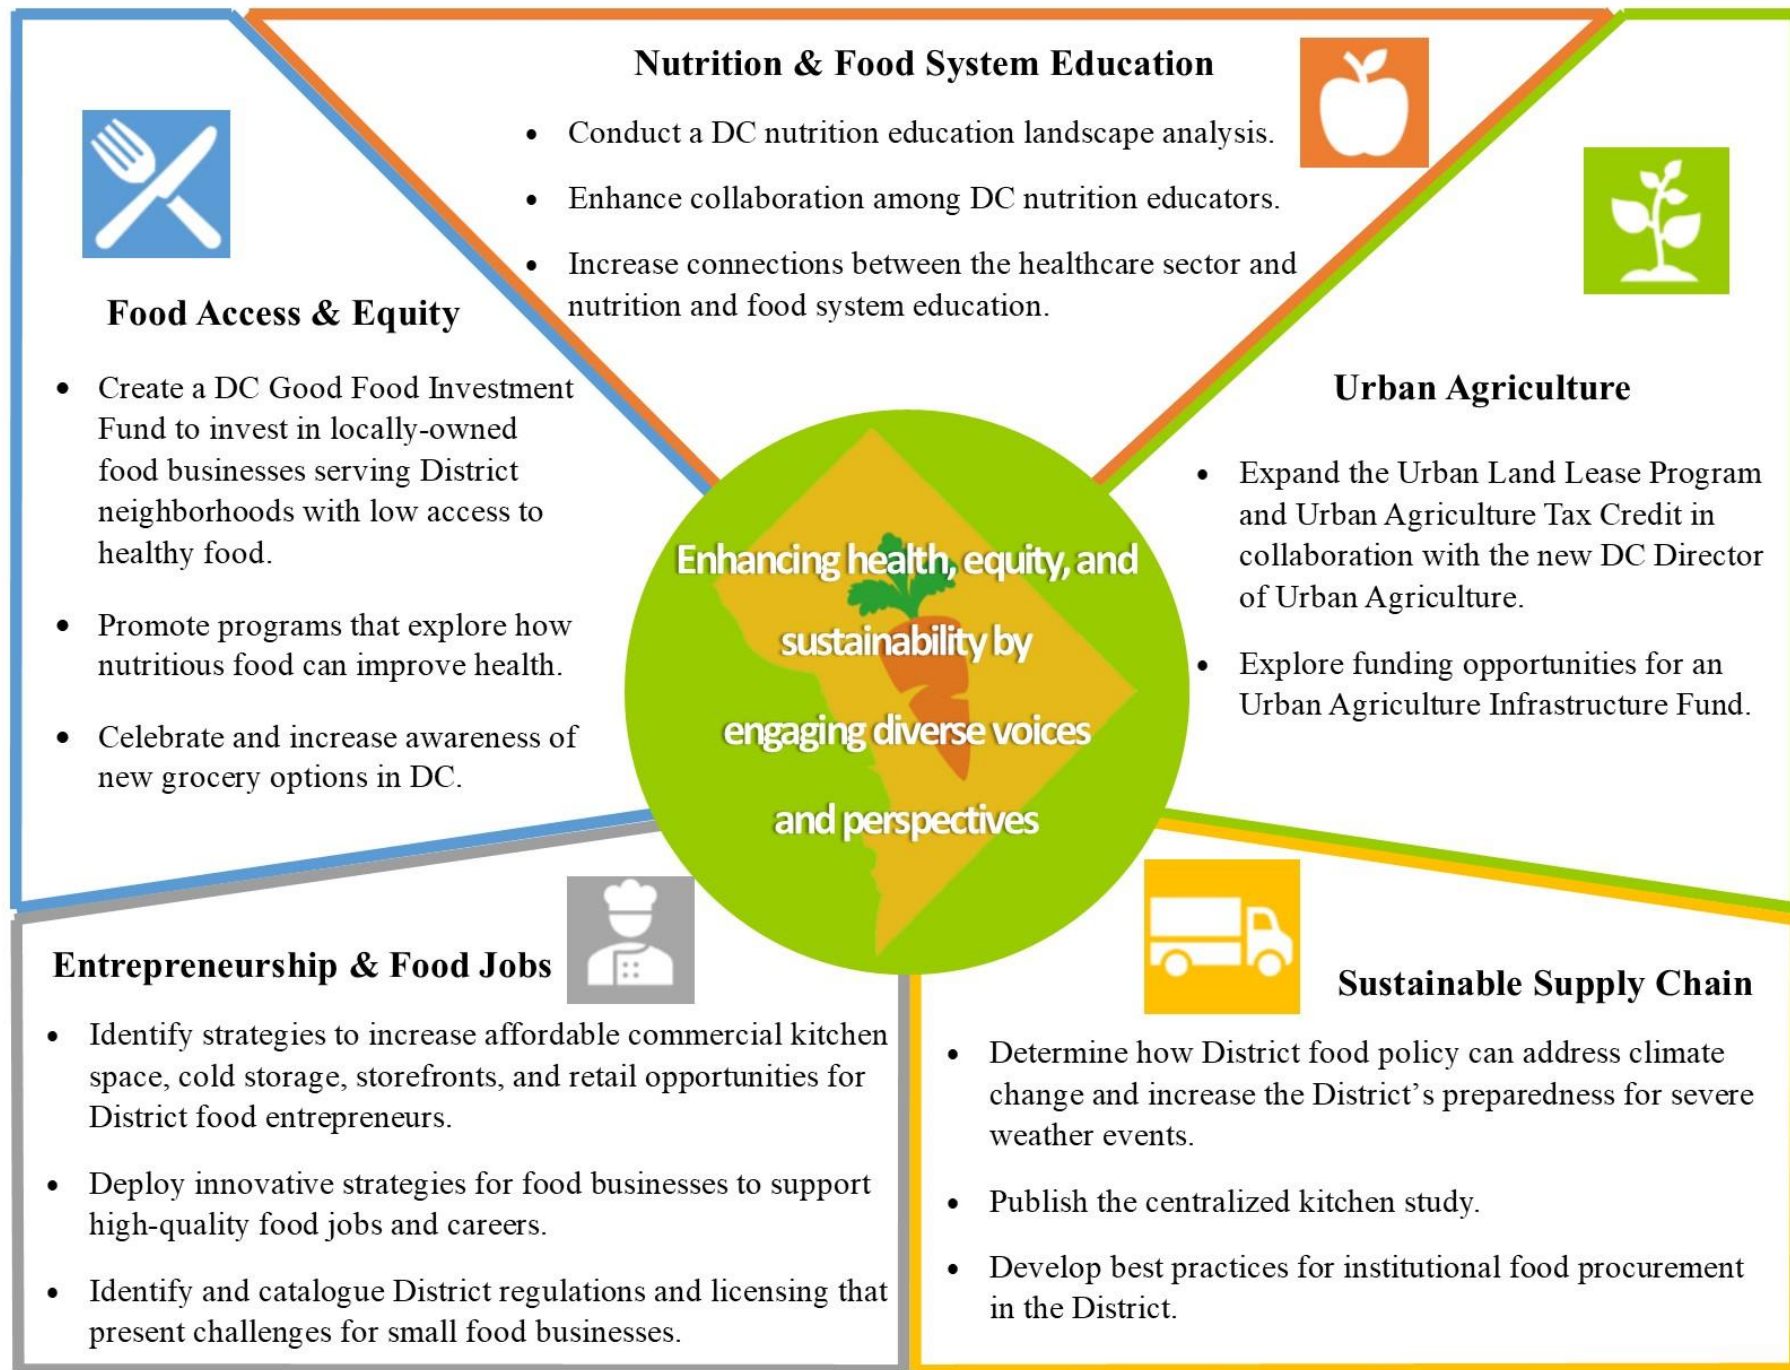 Nutrition & Food System Education
• Conduct a DC nutrition education landscape analysis.
• Enhance collaboration among DC nutrition educators.
• Increase connections between the healthcare sector and
nutrition and food system education.
Food Access & Equity
• Create a DC Good Food Investment
Fund to invest in locally-owned
food businesses serving District
neighborhoods with low access to
healthy food.
• Promote programs that explore how
nutritious food can improve health.
• Celebrate and increase awareness of
new grocery options in DC.
Enhancing health, equity, and
sustainability by
engaging diverse voices
and perspectives
Urban Agriculture
• Expand the Urban Land Lease Program
and Urban Agriculture Tax Credit in
collaboration with the new DC Director
of Urban Agriculture.
• Explore funding opportunities for an
Urban Agriculture Infrastructure Fund.
Entrepreneurship & Food Jobs
• Identify strategies to increase affordable commercial kitchen
space, cold storage, storefronts, and retail opportunities for
District food entrepreneurs.
• Deploy innovative strategies for food businesses to support
high-quality food jobs and careers.
• Identify and catalogue District regulations and licensing that
present challenges for small food businesses.
Sustainable Supply Chain
• Determine how District food policy can address climate
change and increase the District’s preparedness for severe
weather events.
• Publish the centralized kitchen study.
• Develop best practices for institutional food procurement
in the District.